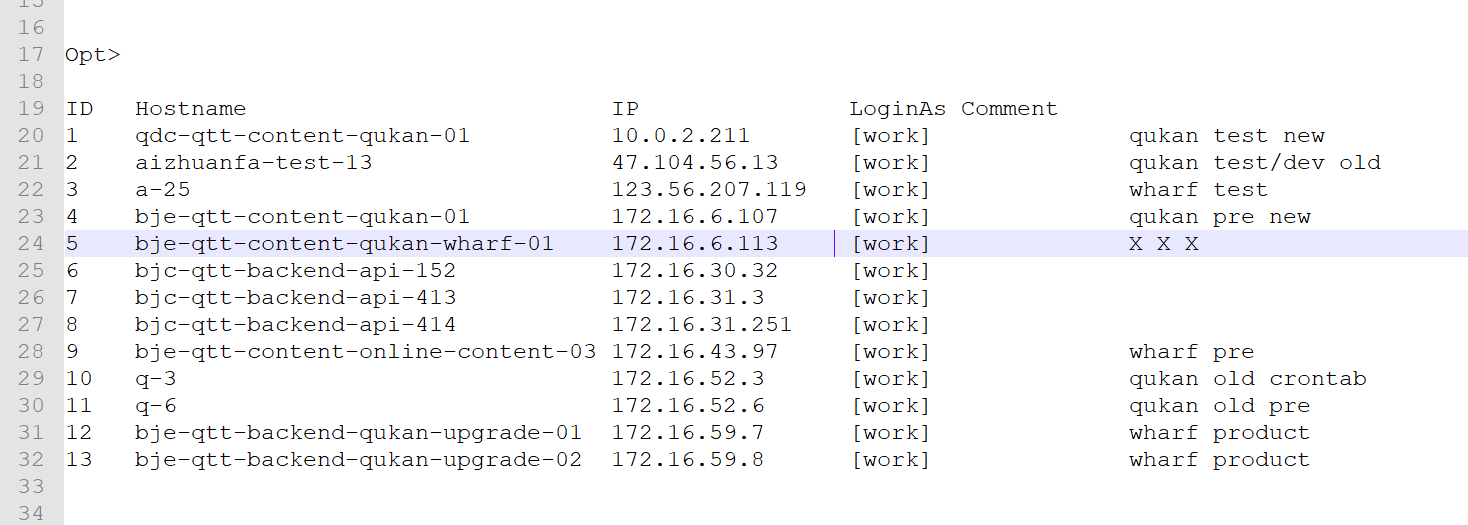 15
16
17 Opt>
18
19 ID Hostname IP LoginAs Comment
20 1 qdc-qtt-content-qukan-01 10.0.2.211 [work] qukan test new
21 2 aizhuanfa-test-13 47.104.56.13 [work] qukan test/dev old
22 3 a-25 123.56.207.119 [work] wharf test
23 4 bje-qtt-content-qukan-01 172.16.6.107 [work] qukan pre new
24 5 bje-qtt-content-qukan-wharf-01 172.16.6.113 [work] X X X
25 6 bjc-qtt-backend-api-152 172.16.30.32 [work]
26 7 bjc-qtt-backend-api-413 172.16.31.3 [work]
27 8 bjc-qtt-backend-api-414 172.16.31.251 [work]
28 9 bje-qtt-content-online-content-03 172.16.43.97 [work] wharf pre
29 10 q-3 172.16.52.3 [work] qukan old crontab
30 11 q-6 172.16.52.6 [work] qukan old pre
31 12 bje-qtt-backend-qukan-upgrade-01 172.16.59.7 [work] wharf product
32 13 bje-qtt-backend-qukan-upgrade-02 172.16.59.8 [work] wharf product
33
34